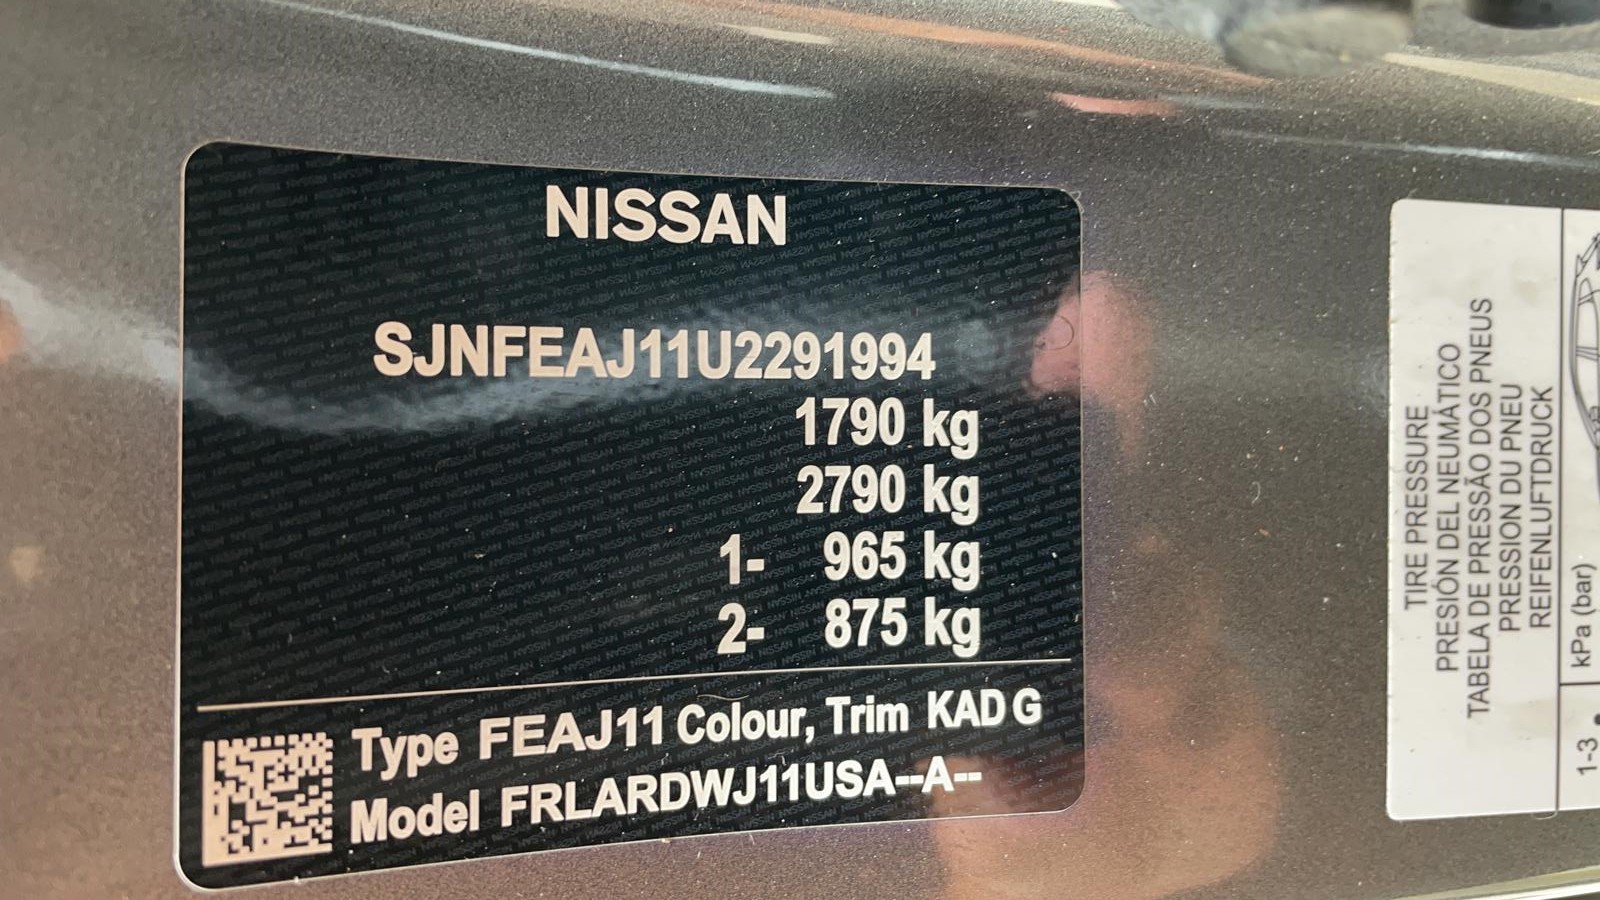 NISSAN
SJNFEAJ11U2291994
1790 kg
2790 kg
1- 965 kg
2- 875 kg
Type FEAJ11 Colour, Trim KAD G
Model FRLARDWJ11USA--A--
TIRE PRESSURE
PRESIÓN DEL NEUMÁTICO
TABELA DE PRESSÃO DOS PNEUS
PRESSION DU PNEU
REIFENLUFTDRUCK
kPa (bar)
1-3